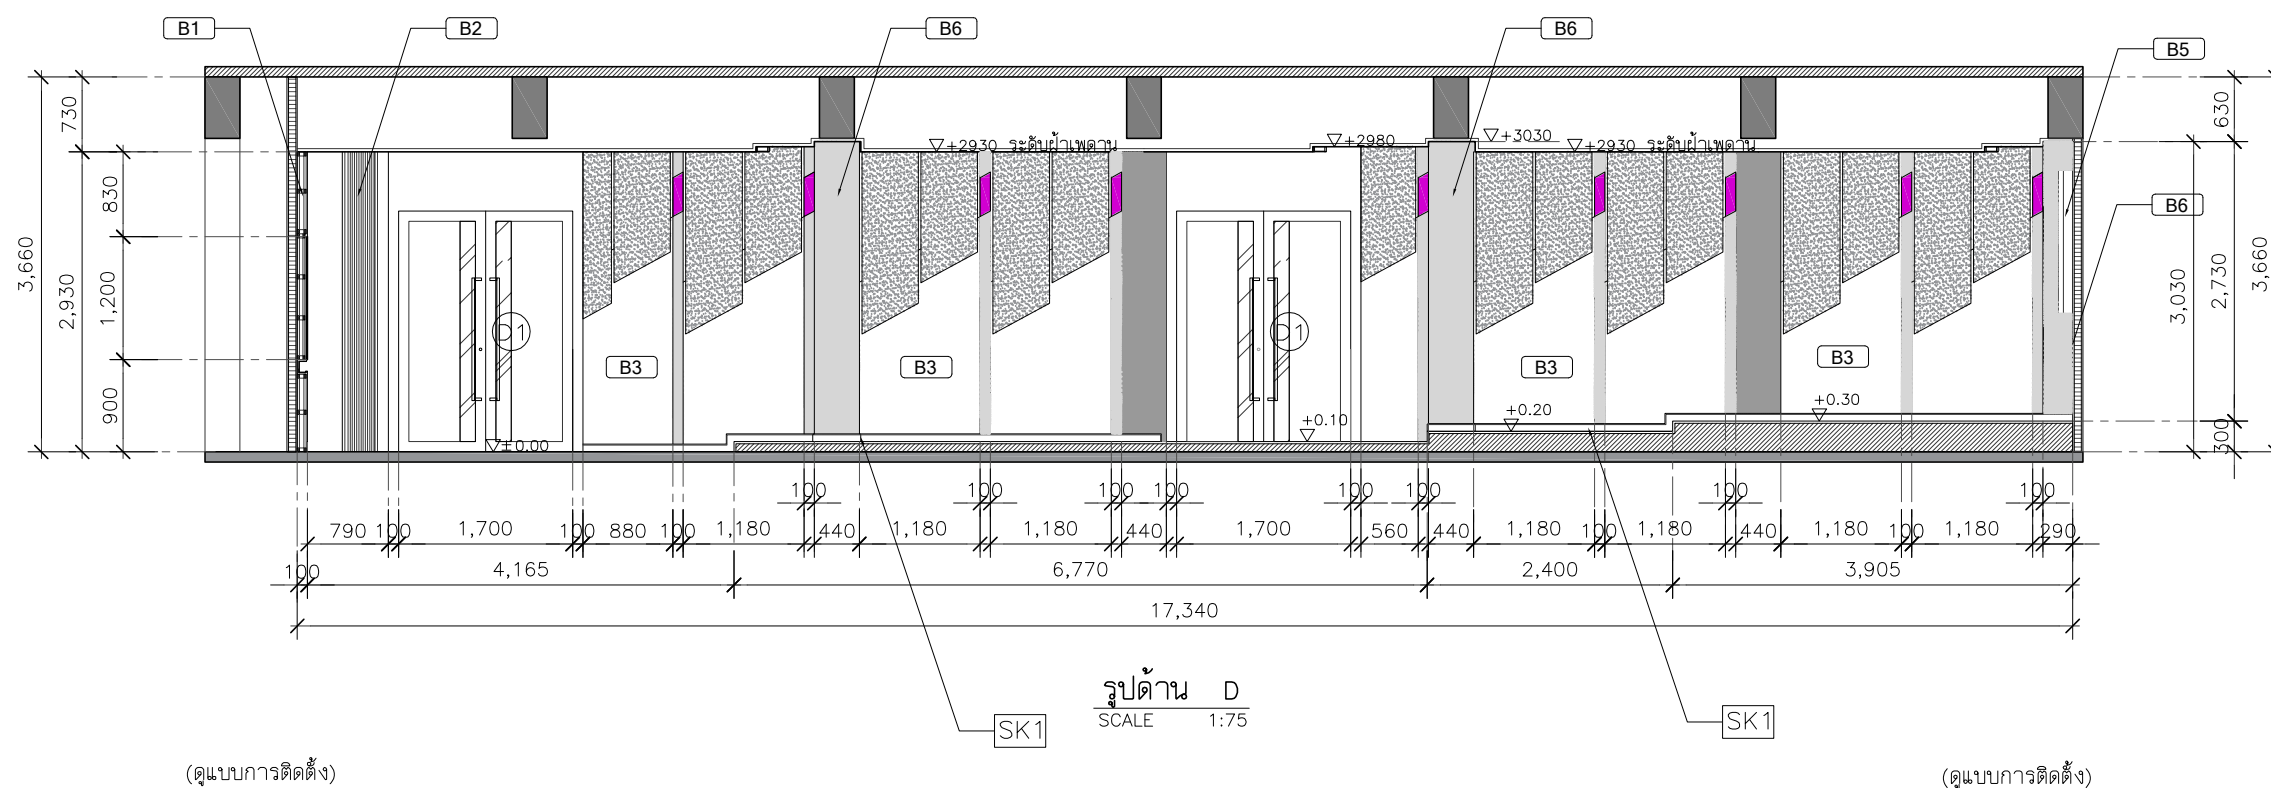 B1
B2
B6
B6
B5
730
630
+2930 ระดับฝ้าเพดาน
+2980
+3030
+2930 ระดับฝ้าเพดาน
3,660
2,930
830
1,200
900
B6
3,030
2,730
3,660
300
D1
D1
B3
B3
B3
B3
±0.00
+0.10
+0.20
+0.30
100
100
100
100
100
100
100
100
790
100
1,700
100
880
100
1,180
440
1,180
1,180
440
1,700
560
440
1,180
100
1,180
440
1,180
100
1,180
290
100
4,165
6,770
2,400
3,905
17,340
รูปด้าน D
SCALE 1:75
SK1
SK1
(ดูแบบการติดตั้ง)
(ดูแบบการติดตั้ง)